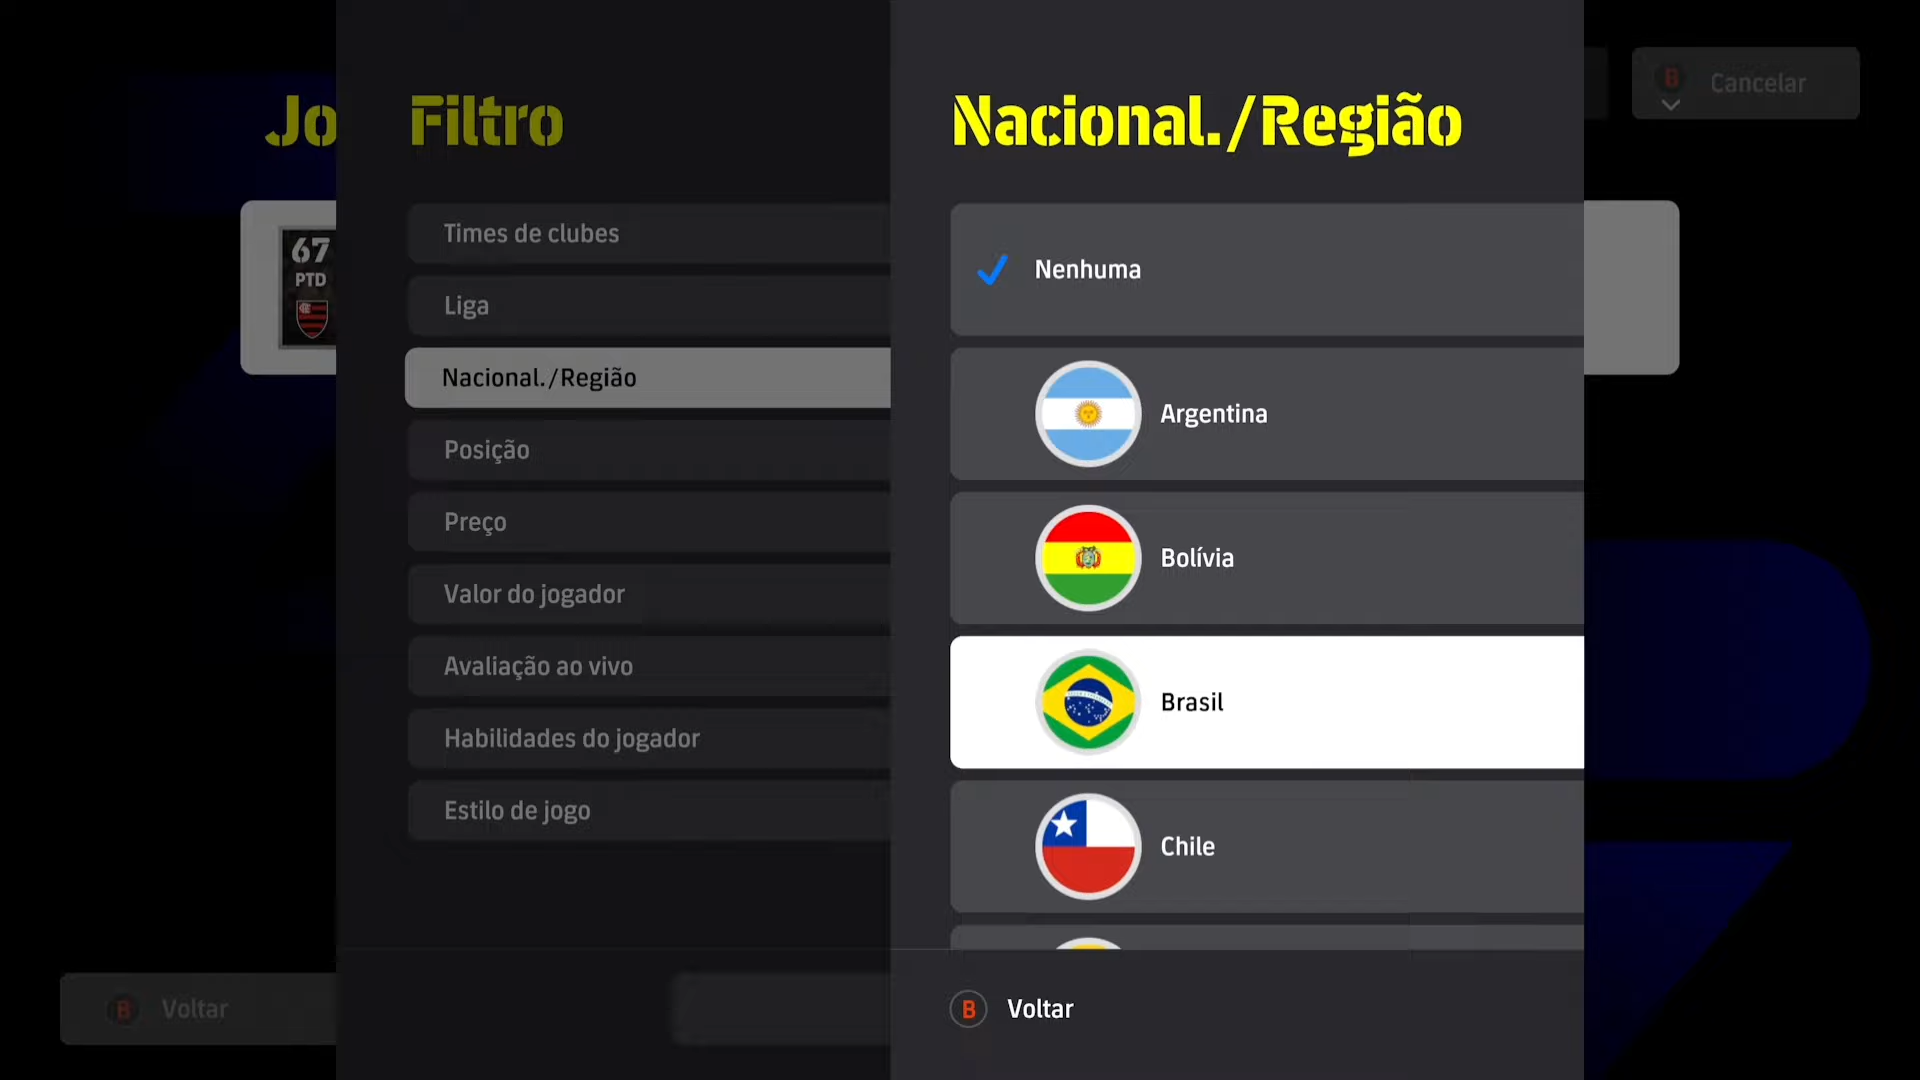 Jo
Filtro
Nacional./Região
B
Cancelar
67
PTD
Times de clubes
Liga
Nacional./Região
Posição
Preço
Valor do jogador
Avaliação ao vivo
Habilidades do jogador
Estilo de jogo
Nenhuma
Argentina
Bolívia
Brasil
Chile
B Voltar
B Voltar